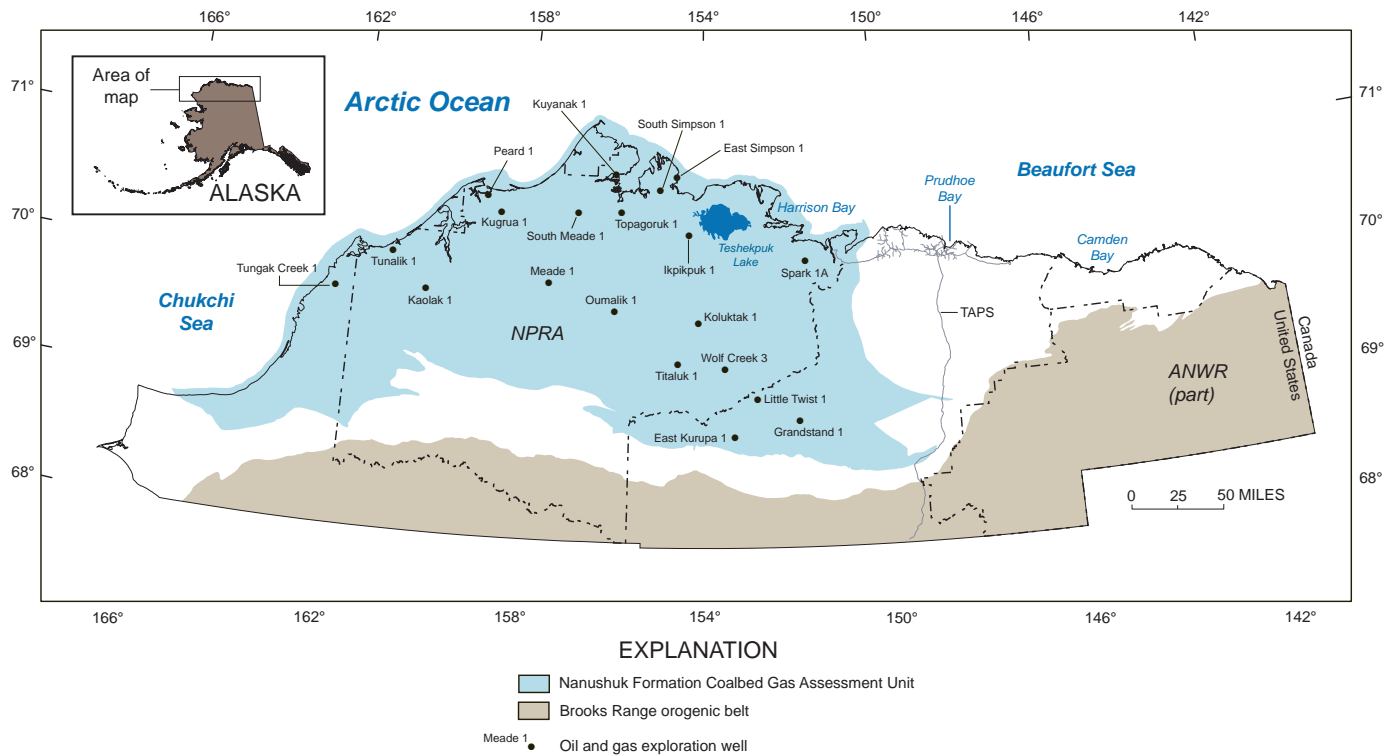 166°
162°
158°
154°
150°
146°
142°
71°
71°
70°
70°
69°
69°
68°
68°
Area of
map
ALASKA
Arctic Ocean
Kuyanak 1
South Simpson 1
East Simpson 1
Peard 1
Beaufort Sea
Prudhoe
Bay
Harrison Bay
Camden
Bay
Kugrua 1
South Meade 1
Topagoruk 1
Teshekpuk
Lake
Tungak Creek 1
Tunalik 1
Ikpikpuk 1
Spark 1A
Meade 1
Kaolak 1
Oumalik 1
Chukchi
Sea
Koluktak 1
TAPS
NPRA
Canada
United States
Wolf Creek 3
Titaluk 1
ANWR
(part)
Little Twist 1
Grandstand 1
East Kurupa 1
0 25 50 MILES
166°
162°
158°
154°
150°
146°
142°
EXPLANATION
Nanushuk Formation Coalbed Gas Assessment Unit
Brooks Range orogenic belt
Meade 1 Oil and gas exploration well